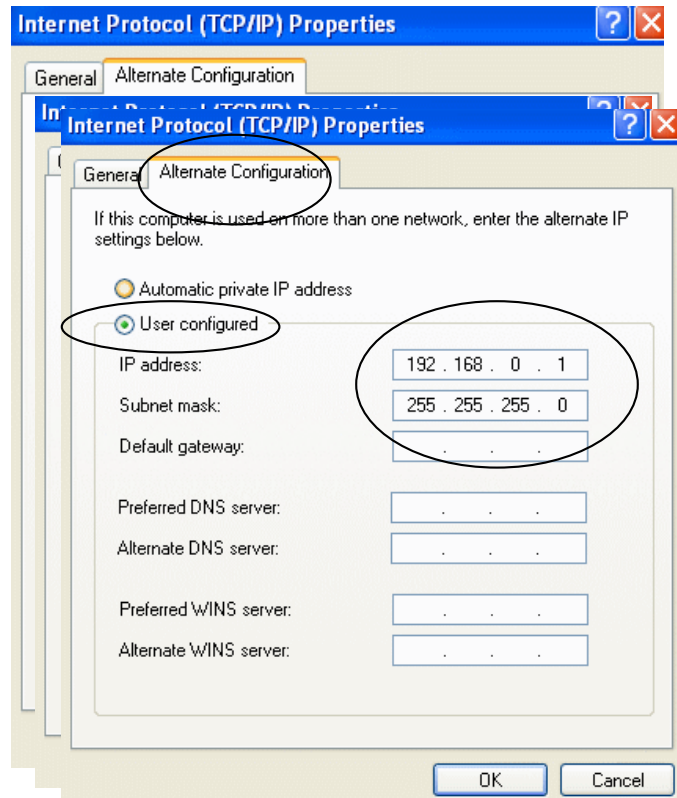 Internet Protocol (TCP/IP) Properties
General Alternate Configuration
Internet Protocol (TCP/IP) Properties
General Alternate Configuration
If this computer is used on more than one network, enter the alternate IP
settings below.
Automatic private IP address
User configured
IP address: 192 . 168 . 0 . 1
Subnet mask: 255 . 255 . 255 . 0
Default gateway: . . .
Preferred DNS server: . . .
Alternate DNS server: . . .
Preferred WINS server: . . .
Alternate WINS server: . . .
OK Cancel